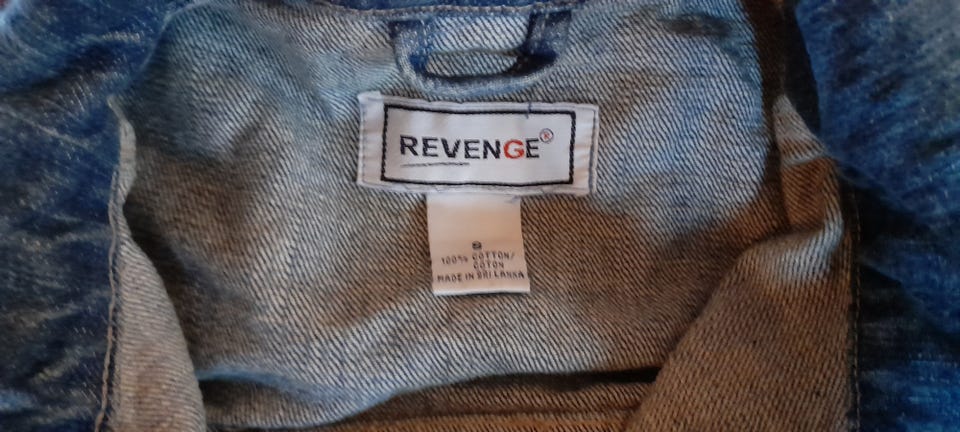 REVENGE®
S
100% COTTON/
COTON
MADE IN SRI LANKA